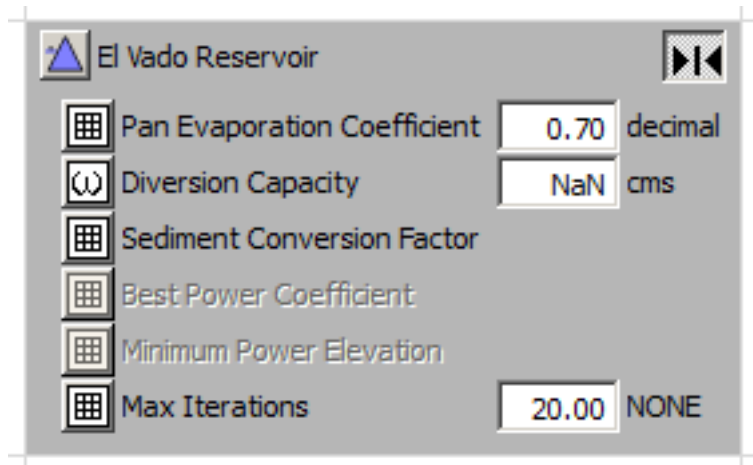 El Vado Reservoir
Pan Evaporation Coefficient 0.70 decimal
Diversion Capacity NaN cms
Sediment Conversion Factor
Best Power Coefficient
Minimum Power Elevation
Max Iterations 20.00 NONE